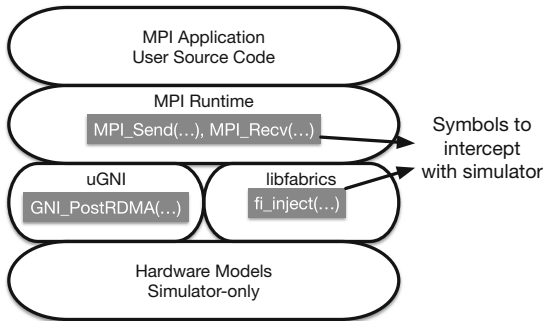 MPI Application
User Source Code
MPI Runtime
MPI_Send(...), MPI_Recv(...)
Symbols to
intercept
with simulator
uGNI
GNI_PostRDMA(...)
libfabrics
fi_inject(...)
Hardware Models
Simulator-only